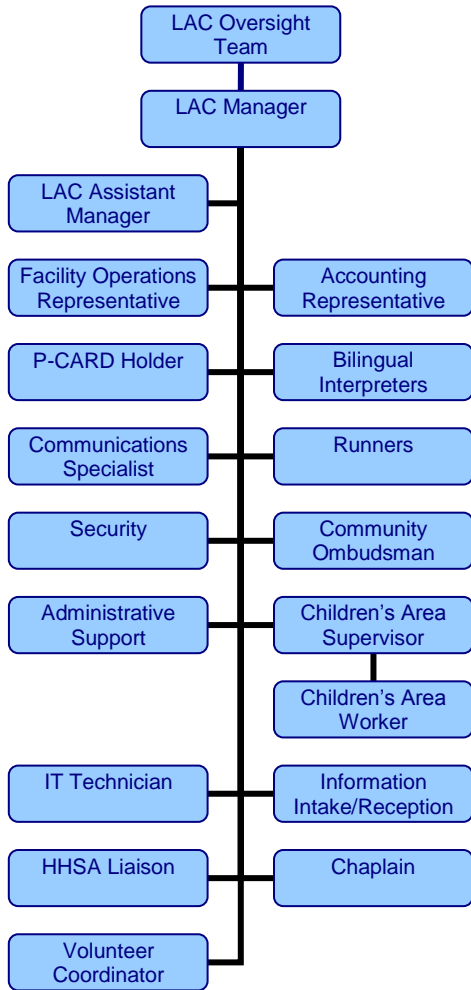 LAC Oversight
Team
LAC Manager
LAC Assistant
Manager
Facility Operations
Representative
Accounting
Representative
P-CARD Holder
Bilingual
Interpreters
Communications
Specialist
Runners
Security
Community
Ombudsman
Administrative
Support
Children’s Area
Supervisor
Children’s Area
Worker
IT Technician
Information
Intake/Reception
HHSA Liaison
Chaplain
Volunteer
Coordinator